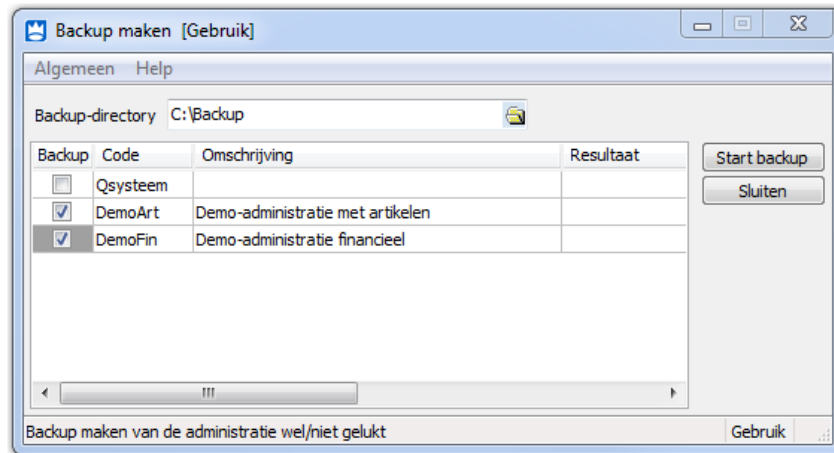 Backup maken [Gebruik]
Algemeen Help
Backup-directory C:\Backup
Backup Code Omschrijving Resultaat
Start backup
Qsysteem
Sluiten
DemoArt Demo-administratie met artikelen
DemoFin Demo-administratie financieel
Backup maken van de administratie wel/niet gelukt Gebruik